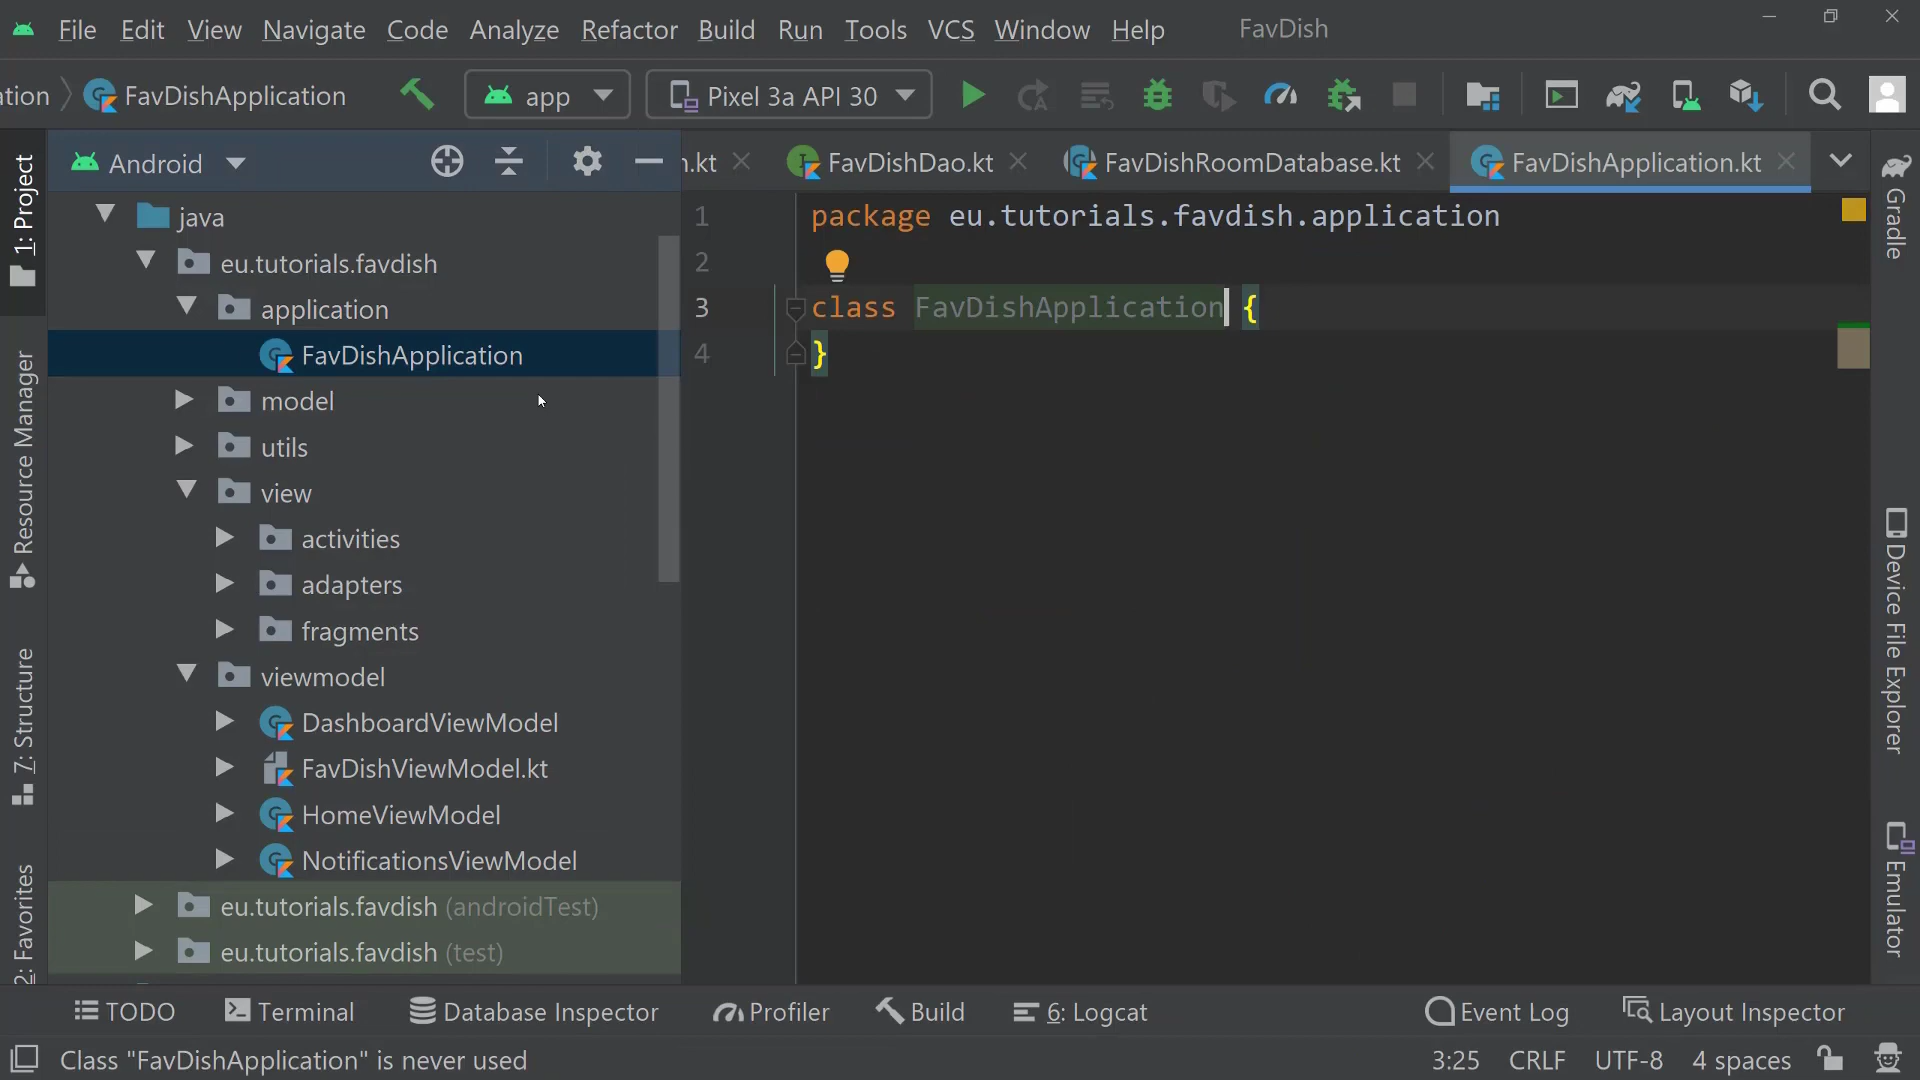 File Edit View Navigate Code Analyze Refactor Build Run Tools VCS Window Help FavDish
tion FavDishApplication app Pixel 3a API 30
Android
n.kt FavDishDao.kt FavDishRoomDatabase.kt FavDishApplication.kt
1: Project
Resource Manager
7: Structure
2: Favorites
java
eu.tutorials.favdish
application
FavDishApplication
model
utils
view
activities
adapters
fragments
viewmodel
DashboardViewModel
FavDishViewModel.kt
HomeViewModel
NotificationsViewModel
eu.tutorials.favdish (androidTest)
eu.tutorials.favdish (test)
1 package eu.tutorials.favdish.application
2
3 class FavDishApplication {
4 }
Gradle
Device File Explorer
Emulator
TODO Terminal Database Inspector Profiler Build 6: Logcat Event Log Layout Inspector
Class "FavDishApplication" is never used 3:25 CRLF UTF-8 4 spaces